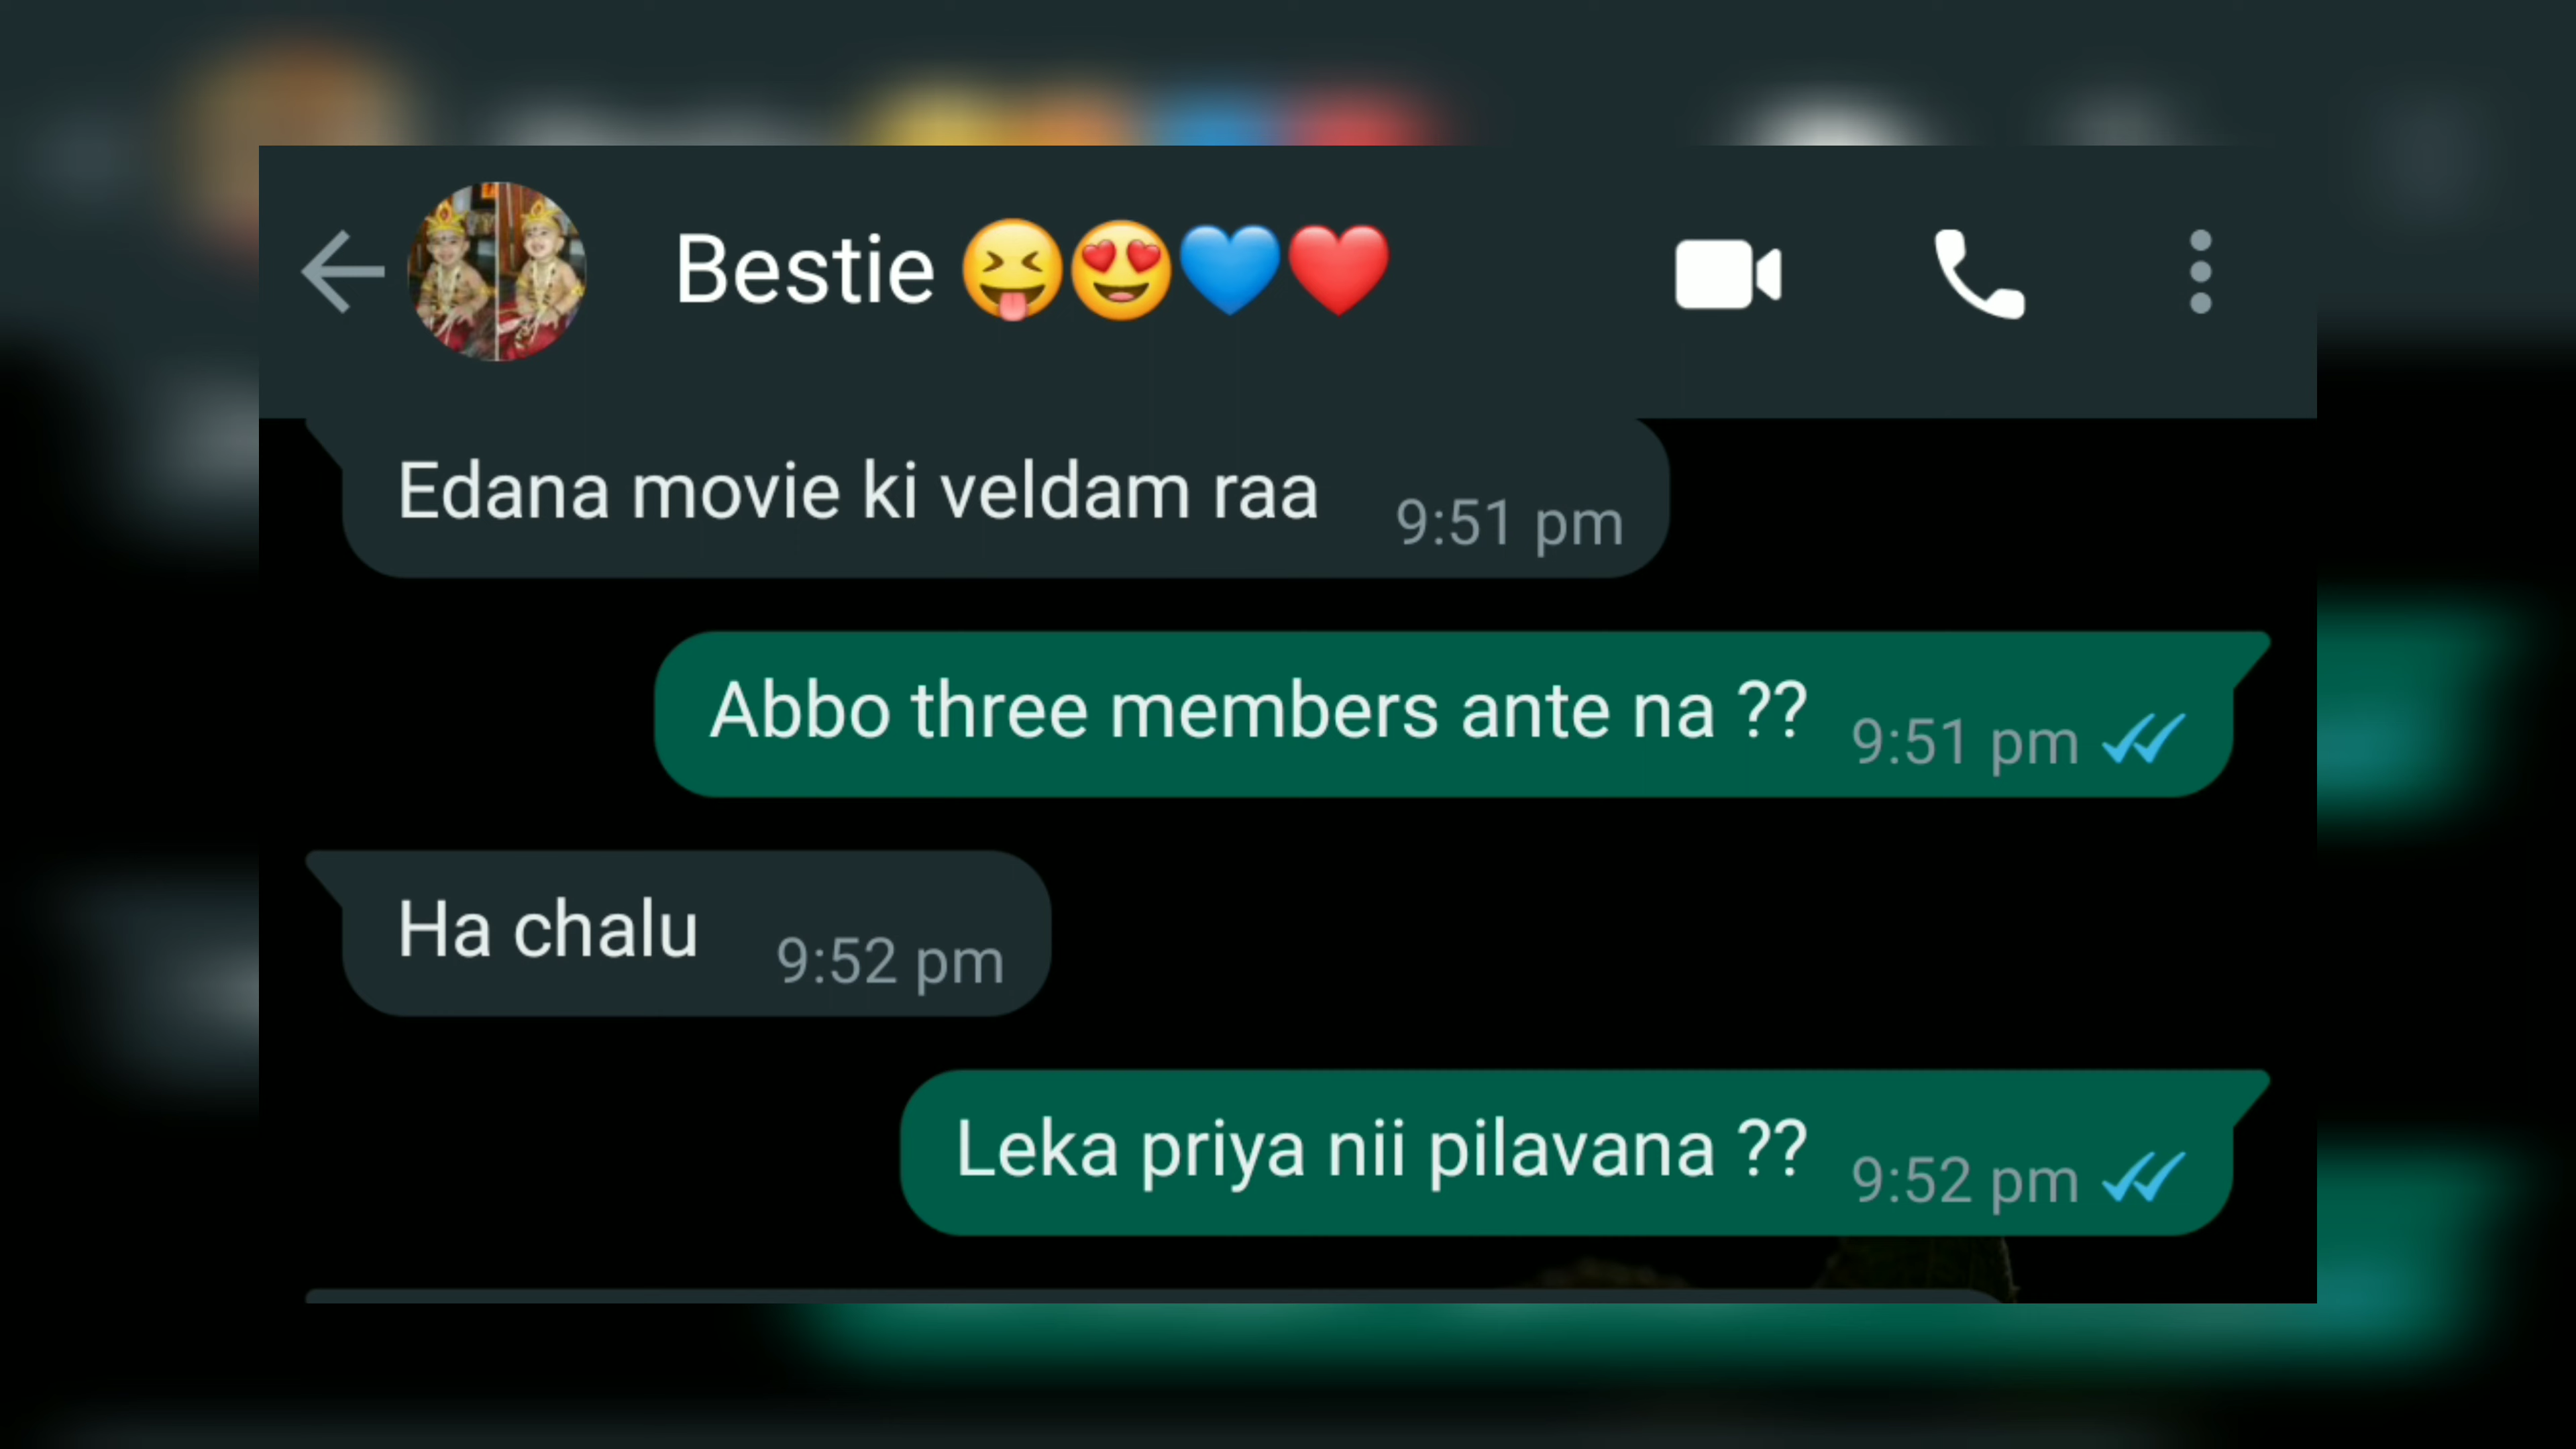 Bestie 😝😍💙❤️
Edana movie ki veldam raa 9:51 pm
Abbo three members ante na ?? 9:51 pm
Ha chalu 9:52 pm
Leka priya nii pilavana ?? 9:52 pm